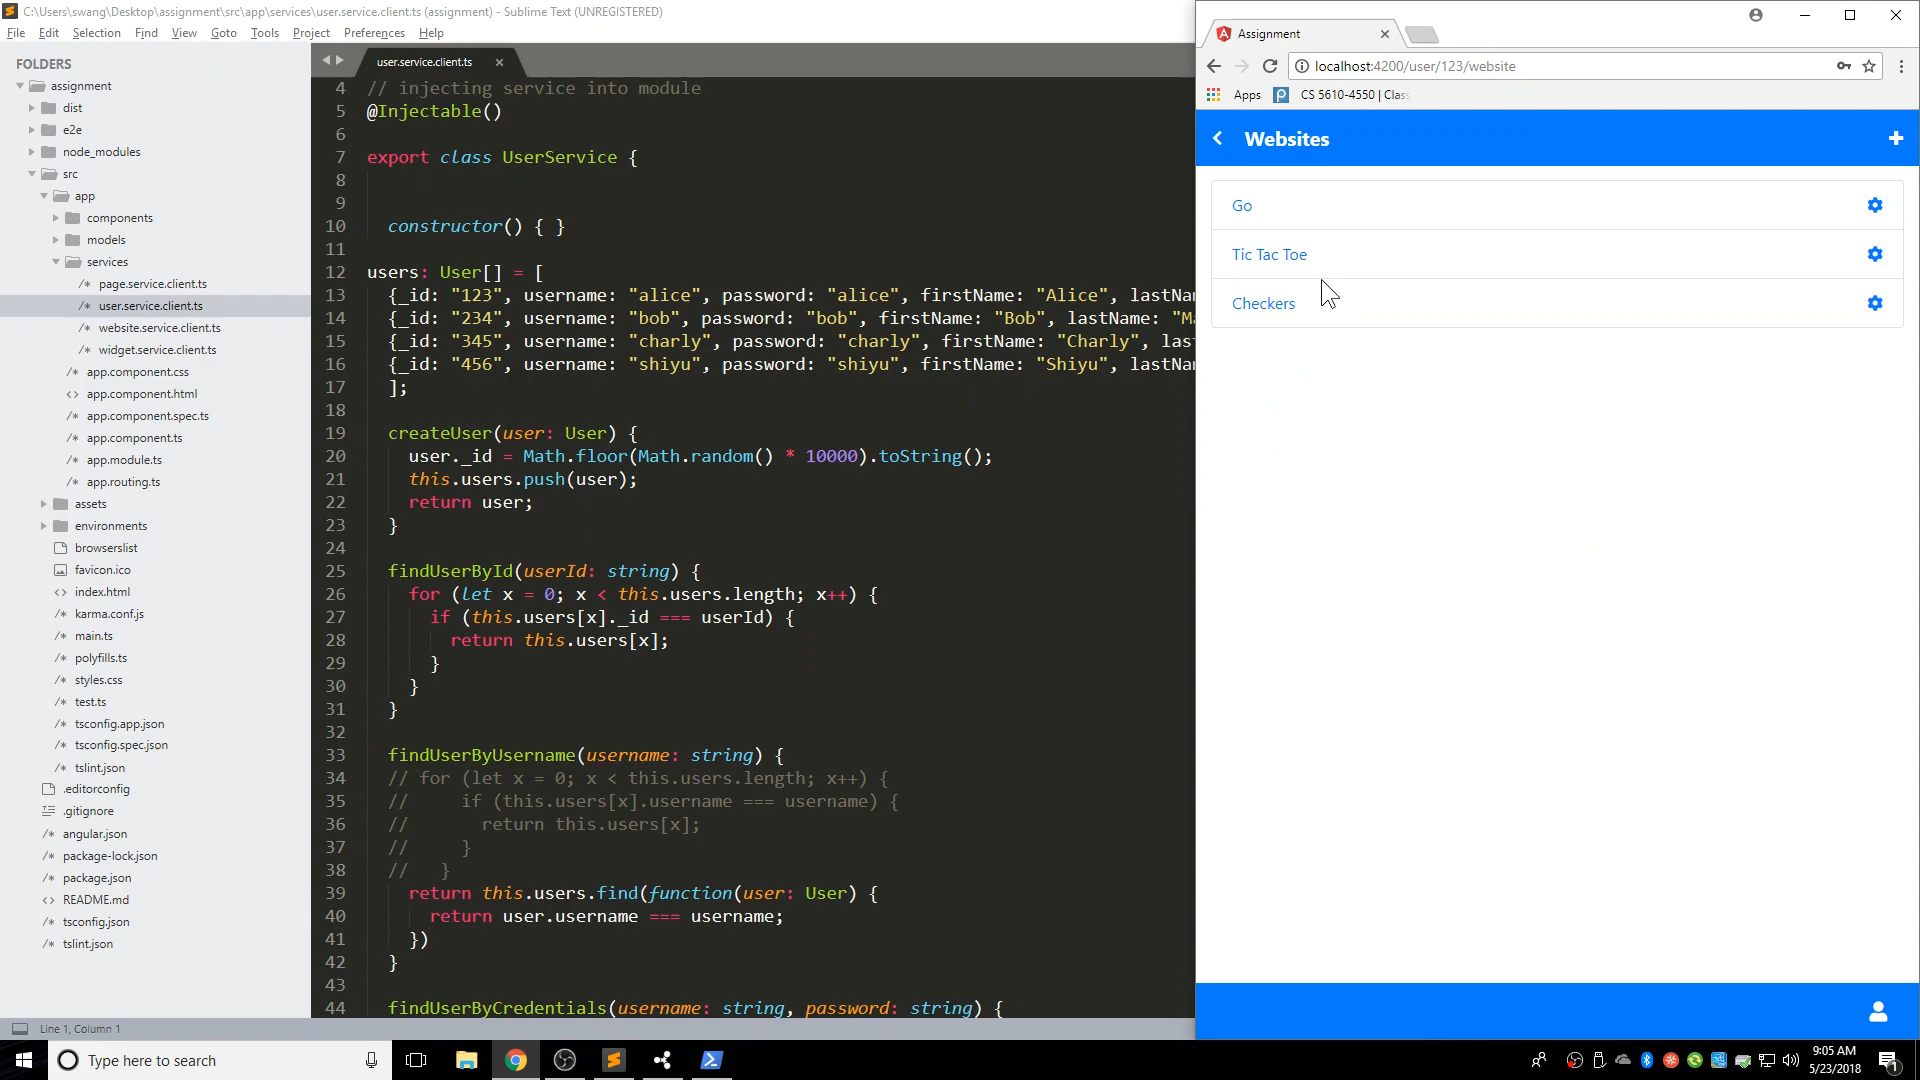 C:\Users\swang\Desktop\assignment\src\app\services\user.service.client.ts (assignment) - Sublime Text (UNREGISTERED)
File Edit Selection Find View Goto Tools Project Preferences Help
FOLDERS
assignment
dist
e2e
node_modules
src
app
components
models
services
/* page.service.client.ts
/* user.service.client.ts
/* website.service.client.ts
/* widget.service.client.ts
/* app.component.css
<> app.component.html
/* app.component.spec.ts
/* app.component.ts
/* app.module.ts
/* app.routing.ts
assets
environments
browserslist
favicon.ico
<> index.html
/* karma.conf.js
/* main.ts
/* polyfills.ts
/* styles.css
/* test.ts
/* tsconfig.app.json
/* tsconfig.spec.json
/* tslint.json
.editorconfig
.gitignore
/* angular.json
/* package-lock.json
/* package.json
<> README.md
/* tsconfig.json
/* tslint.json
user.service.client.ts
4 // injecting service into module
5 @Injectable()
6
7 export class UserService {
8
9
10 constructor() { }
11
12 users: User[] = [
13 {_id: "123", username: "alice", password: "alice", firstName: "Alice", lastNam
14 {_id: "234", username: "bob", password: "bob", firstName: "Bob", lastName: "Ma
15 {_id: "345", username: "charly", password: "charly", firstName: "Charly", last
16 {_id: "456", username: "shiyu", password: "shiyu", firstName: "Shiyu", lastNam
17 ];
18
19 createUser(user: User) {
20 user._id = Math.floor(Math.random() * 10000).toString();
21 this.users.push(user);
22 return user;
23 }
24
25 findUserById(userId: string) {
26 for (let x = 0; x < this.users.length; x++) {
27 if (this.users[x]._id === userId) {
28 return this.users[x];
29 }
30 }
31 }
32
33 findUserByUsername(username: string) {
34 // for (let x = 0; x < this.users.length; x++) {
35 // if (this.users[x].username === username) {
36 // return this.users[x];
37 // }
38 // }
39 return this.users.find(function(user: User) {
40 return user.username === username;
41 })
42 }
43
44 findUserByCredentials(username: string, password: string) {
Line 1, Column 1
Assignment
localhost:4200/user/123/website
Apps
CS 5610-4550 | Clas
Websites
Go
Tic Tac Toe
Checkers
Type here to search
9:05 AM
5/23/2018
1